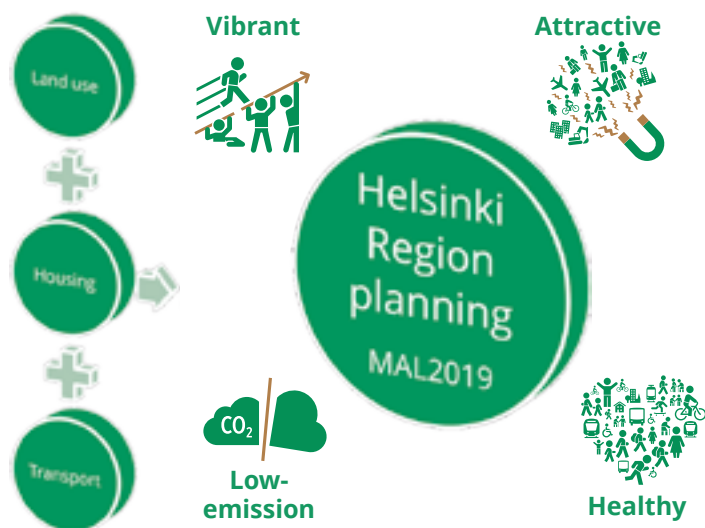 Land use
Housing
Transport
Vibrant
Attractive
Helsinki
Region
planning
MAL2019
CO₂
Low-
emission
Healthy